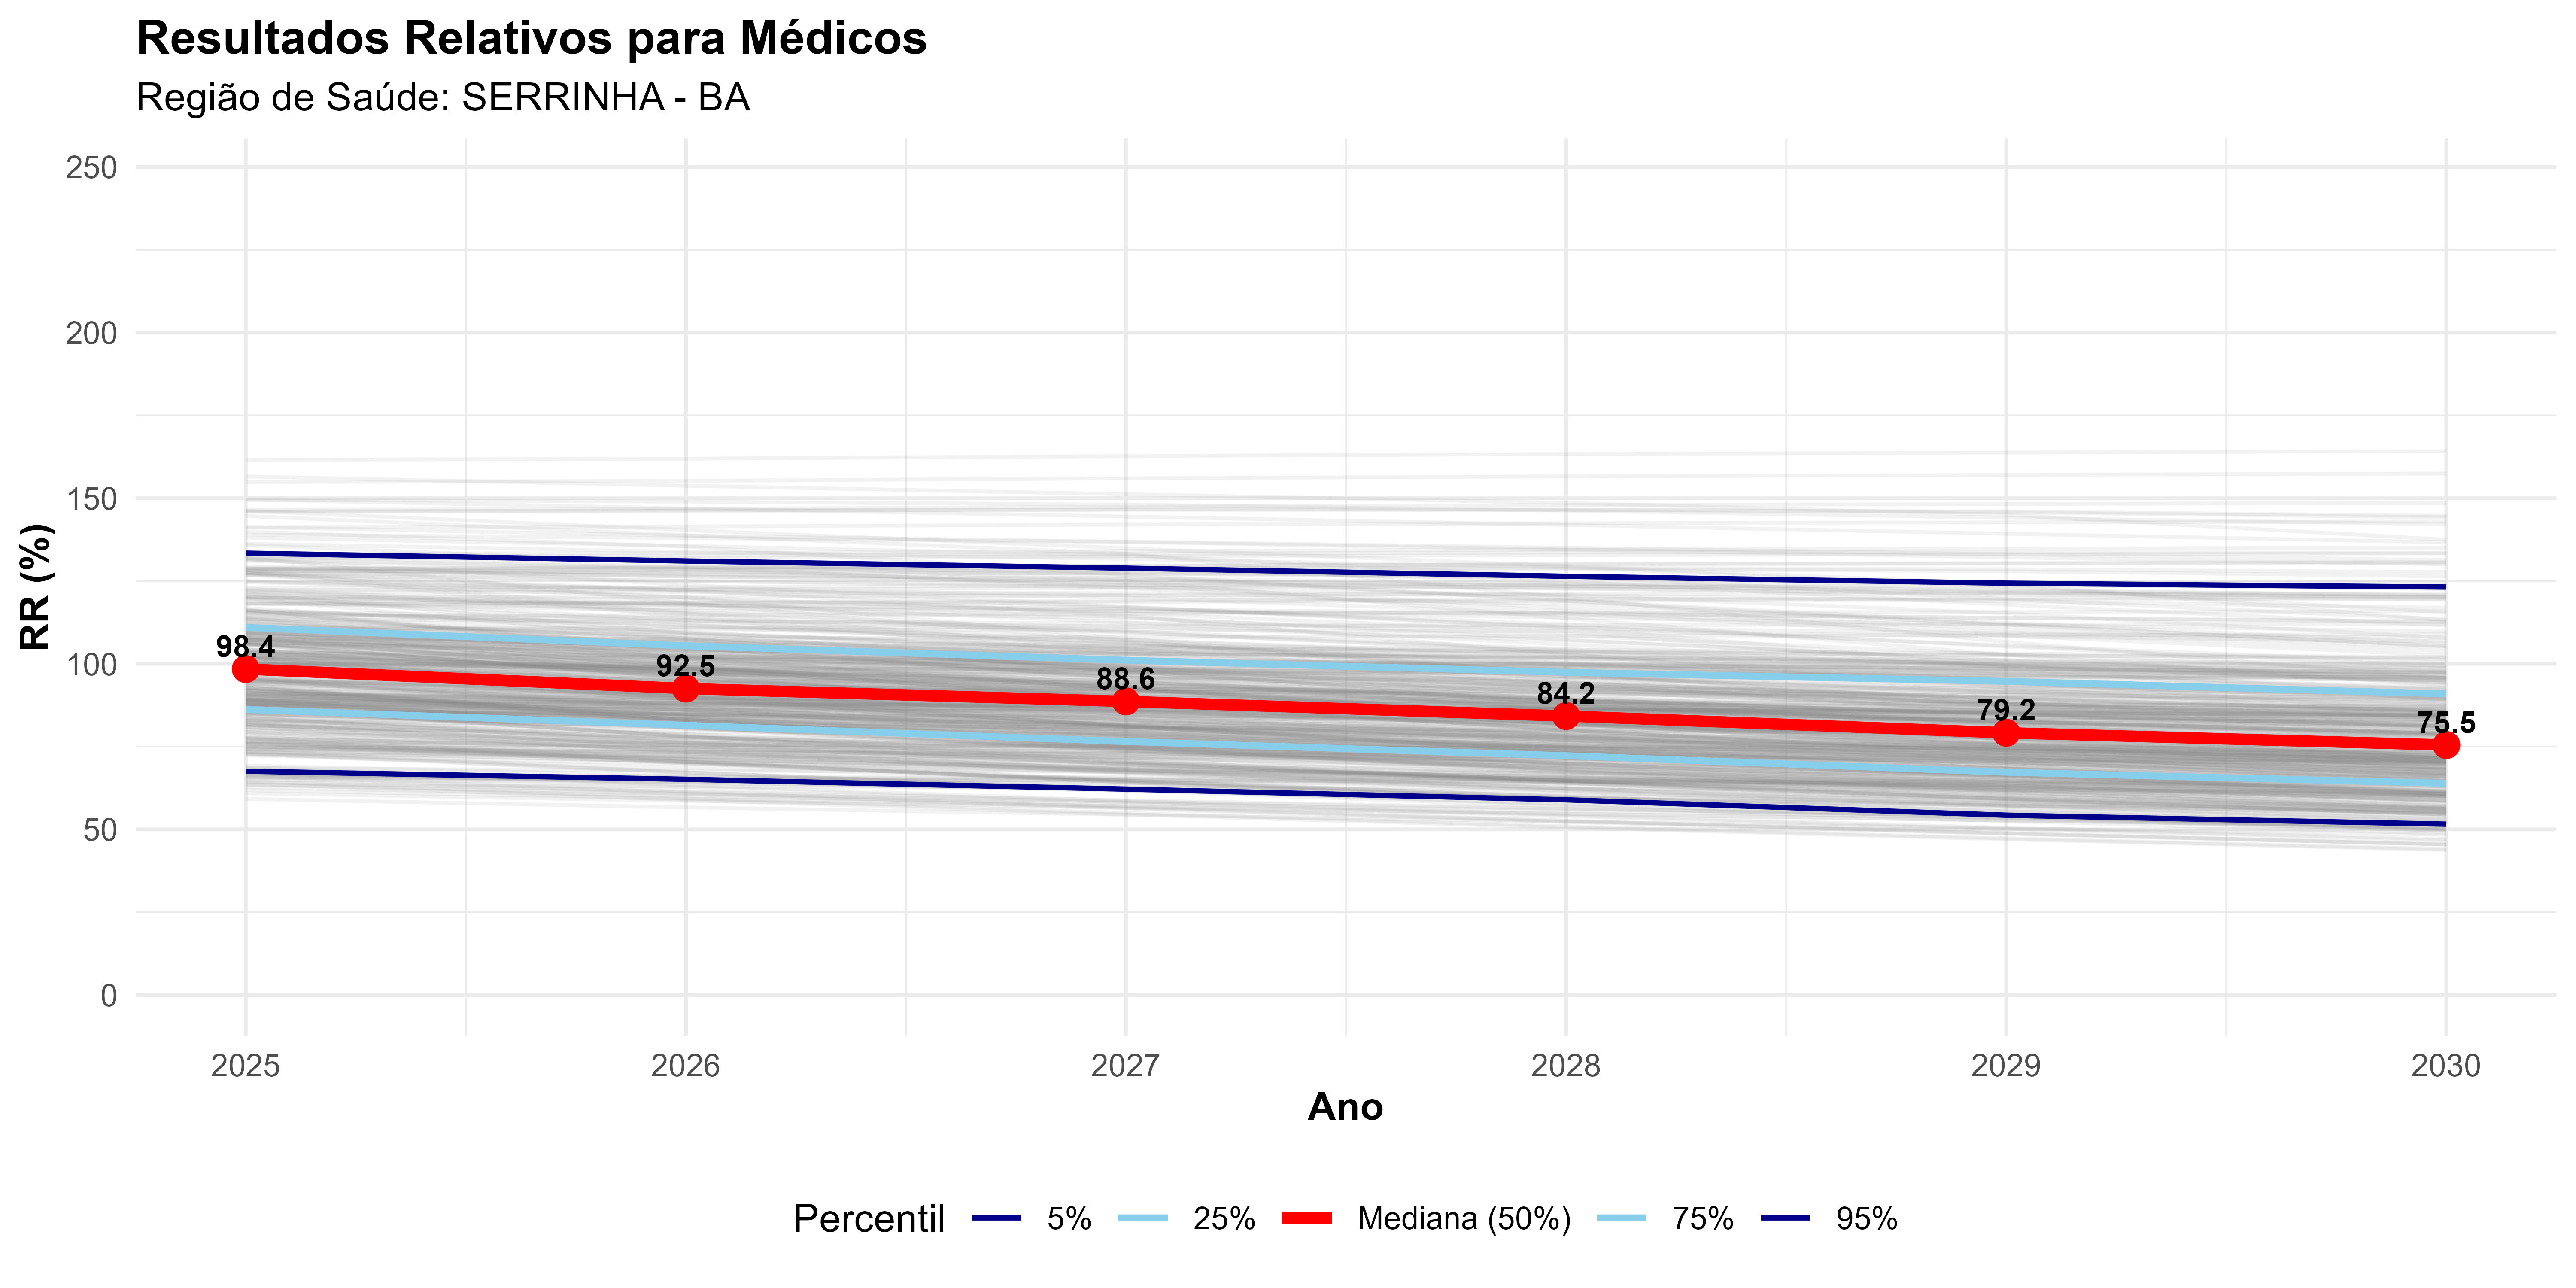 Resultados Relativos para Médicos
Região de Saúde: SERRINHA - BA
RR (%)
250
200
150
100
50
0
98.4
92.5
88.6
84.2
79.2
75.5
2025 2026 2027 2028 2029 2030
Ano
Percentil 5% 25% Mediana (50%) 75% 95%